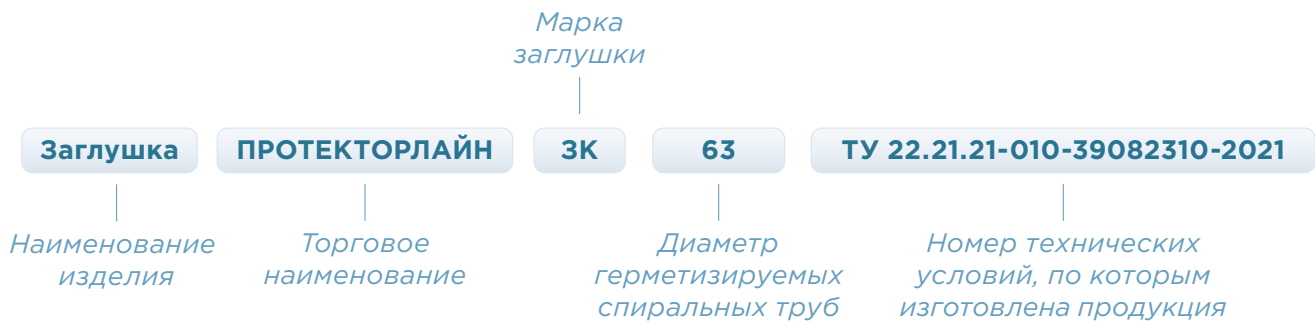 Марка
заглушки
Заглушка ПРОТЕКТОРЛАЙН ЗК 63 ТУ 22.21.21-010-39082310-2021
Наименование
изделия
Торговое
наименование
Диаметр
герметизируемых
спиральных труб
Номер технических
условий, по которым
изготовлена продукция